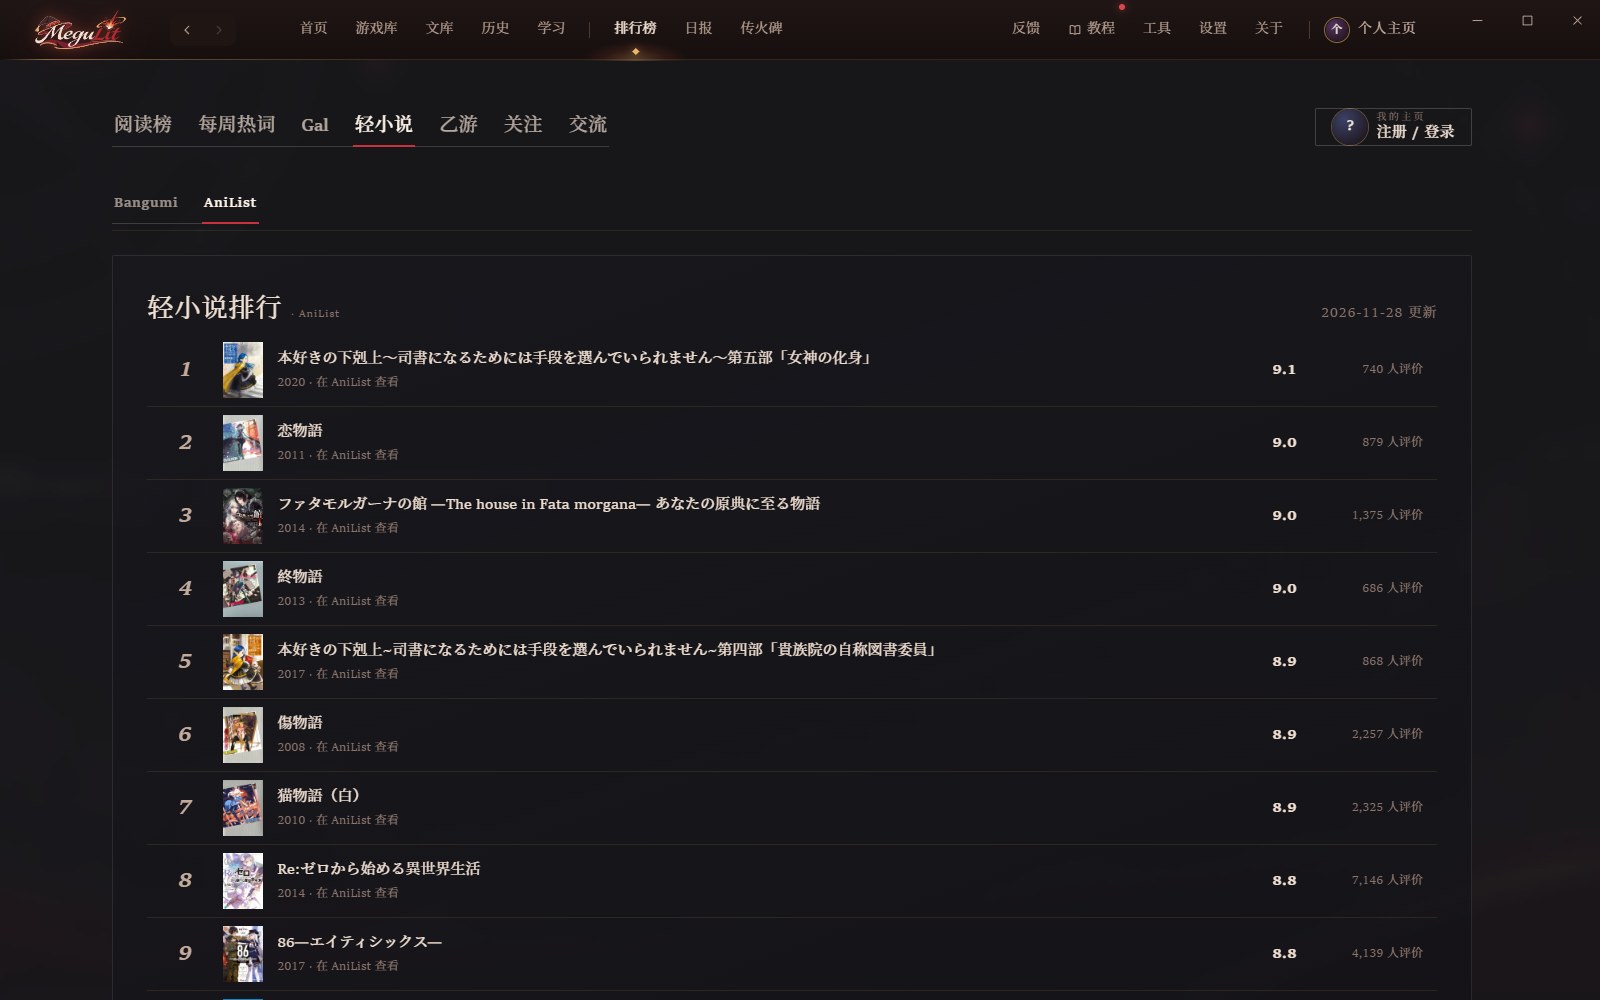 MeguLit
首页 游戏库 文库 历史 学习 排行榜 日报 传火碑 反馈 教程 工具 设置 关于 个 个人主页
阅读榜 每周热词 Gal 轻小说 乙游 关注 交流
? 我的主页
注册 / 登录
Bangumi AniList
轻小说排行 · AniList 2026-11-28 更新
1 本好きの下剋上～司書になるためには手段を選んでいられません～第五部「女神の化身」
2020 · 在 AniList 查看
9.1 740 人评价
2 恋物語
2011 · 在 AniList 查看
9.0 879 人评价
3 ファタモルガーナの館 ―The house in Fata morgana― あなたの原典に至る物語
2014 · 在 AniList 查看
9.0 1,375 人评价
4 終物語
2013 · 在 AniList 查看
9.0 686 人评价
5 本好きの下剋上~司書になるためには手段を選んでいられません~第四部「貴族院の自称図書委員」
2017 · 在 AniList 查看
8.9 868 人评价
6 傷物語
2008 · 在 AniList 查看
8.9 2,257 人评价
7 猫物語（白）
2010 · 在 AniList 查看
8.9 2,325 人评价
8 Re:ゼロから始める異世界生活
2014 · 在 AniList 查看
8.8 7,146 人评价
9 86―エイティシックス―
2017 · 在 AniList 查看
8.8 4,139 人评价